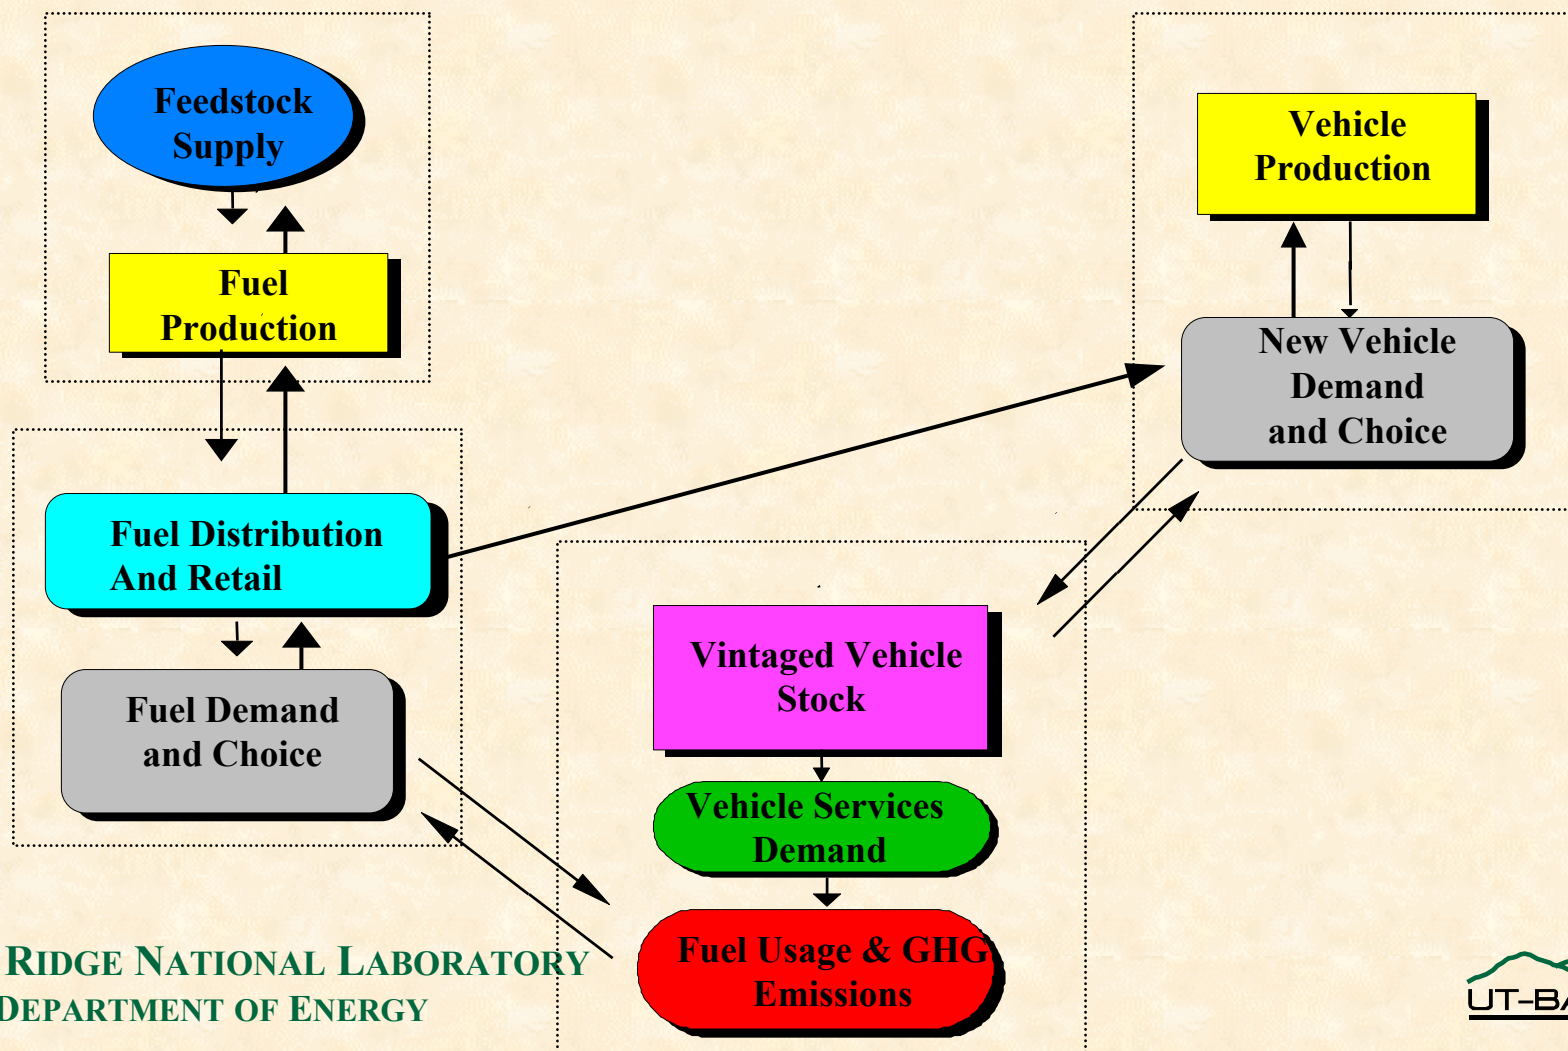 Feedstock
Supply
Fuel
Production
Fuel Distribution
And Retail
Fuel Demand
and Choice
Vehicle
Production
New Vehicle
Demand
and Choice
Vintaged Vehicle
Stock
Vehicle Services
Demand
Fuel Usage & GHG
Emissions
RIDGE NATIONAL LABORATORY
DEPARTMENT OF ENERGY
UT-BA